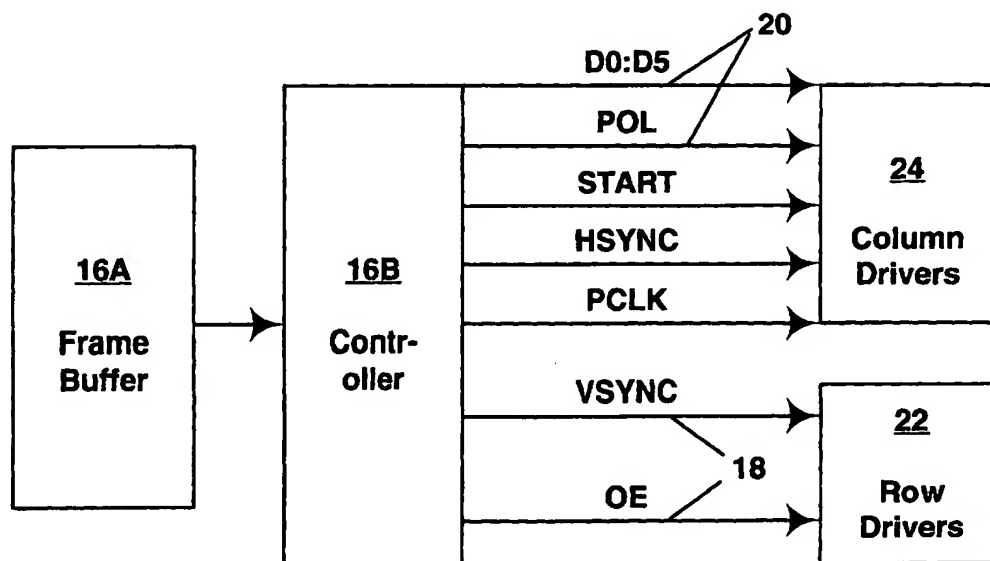 20
D0:D5
POL
START
HSYNC
PCLK
24
Column
Drivers
16A
Frame
Buffer
16B
Contr-
oller
VSYNC
18
OE
22
Row
Drivers